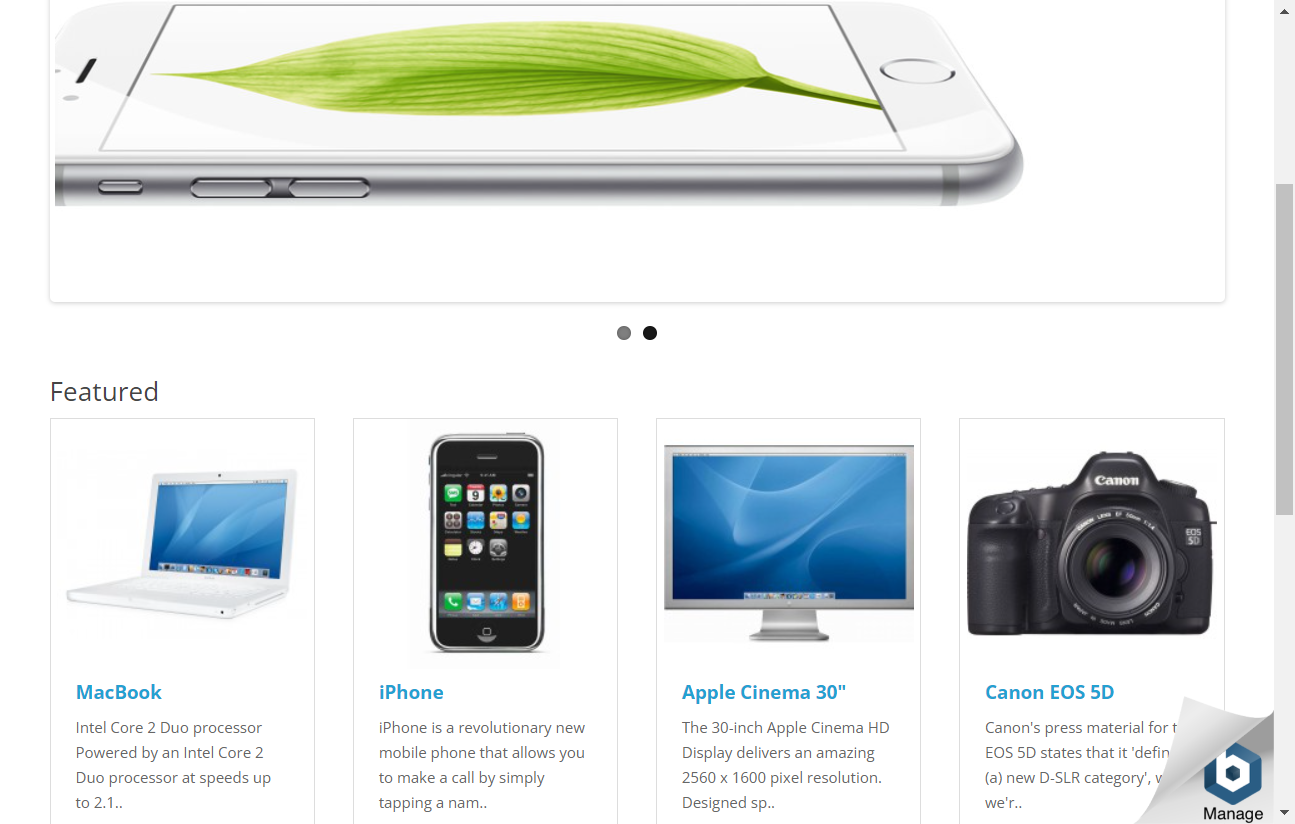 Featured
Canon
EOS
5D
MacBook
Intel Core 2 Duo processor
Powered by an Intel Core 2
Duo processor at speeds up
to 2.1..
iPhone
iPhone is a revolutionary new
mobile phone that allows you
to make a call by simply
tapping a nam..
Apple Cinema 30"
The 30-inch Apple Cinema HD
Display delivers an amazing
2560 x 1600 pixel resolution.
Designed sp..
Canon EOS 5D
Canon's press material for t
EOS 5D states that it 'defin
(a) new D-SLR category', w
we'r..
Manage